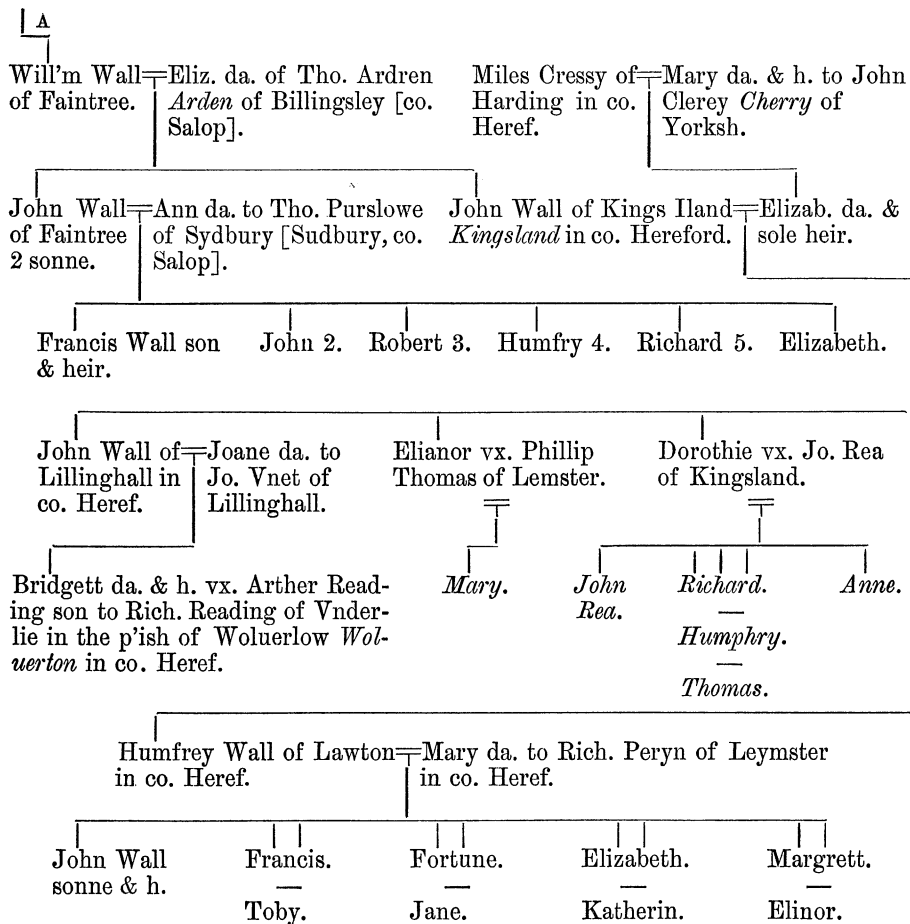 A
Will'm Wall Eliz. da. of Tho. Ardren Miles Cressy of Mary da. & h. to John
of Faintree. Arden of Billingsley [co. Harding in co. Clerey Cherry of
Salop]. Heref. Yorksh.
John Wall Ann da. to Tho. Purslowe John Wall of Kings Iland Elizab. da. &
of Faintree of Sydbury [Sudbury, co. Kingsland in co. Hereford. sole heir.
2 sonne. Salop].
Francis Wall son John 2. Robert 3. Humfry 4. Richard 5. Elizabeth.
& heir.
John Wall of Joane da. to Elianor vx. Phillip Dorothie vx. Jo. Rea
Lillinghall in Jo. Vnet of Thomas of Lemster. of Kingsland.
co. Heref. Lillinghall.
Bridgett da. & h. vx. Arther Read- Mary. John Richard. Anne.
ing son to Rich. Reading of Vnder- Rea.
lie in the p'ish of Woluerlow Wol- Humphry.
uerton in co. Heref.
Thomas.
Humfrey Wall of Lawton Mary da. to Rich. Peryn of Leymster
in co. Heref. in co. Heref.
John Wall Francis. Fortune. Elizabeth. Margrett.
sonne & h.
Toby. Jane. Katherin. Elinor.